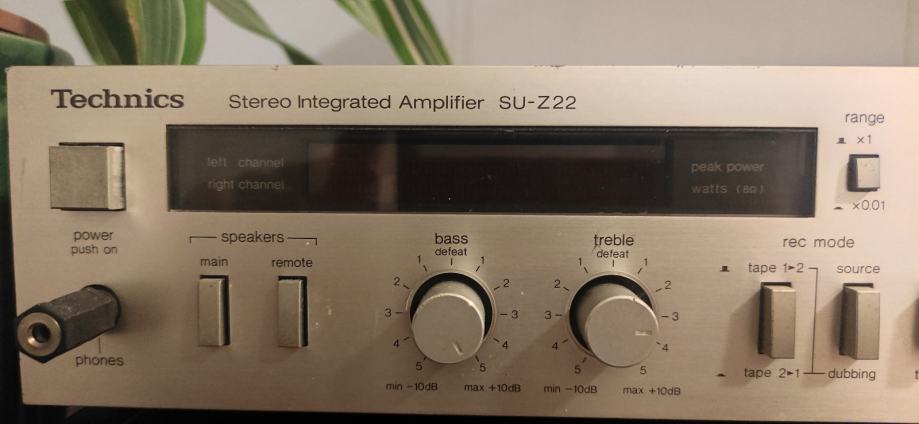 Technics Stereo Integrated Amplifier SU-Z22
range
x1
x0.01
left channel
right channel
peak power
watts (8Ω)
power
push on
speakers
main remote
phones
bass
defeat
1 1
2 2
3 3
4 4
5 5
min -10dB max +10dB
treble
defeat
1 1
2 2
3 3
4 4
5 5
min -10dB max +10dB
rec mode
tape 1▸2 source
tape 2▸1 dubbing
t